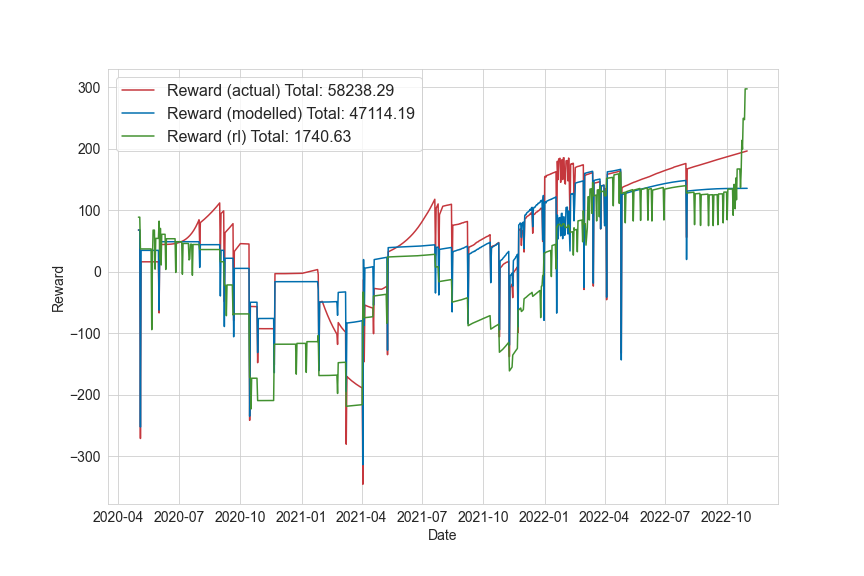 Reward (actual) Total: 58238.29
Reward (modelled) Total: 47114.19
Reward (rl) Total: 1740.63
300
200
100
0
−100
−200
−300
Reward
2020-04 2020-07 2020-10 2021-01 2021-04 2021-07 2021-10 2022-01 2022-04 2022-07 2022-10
Date